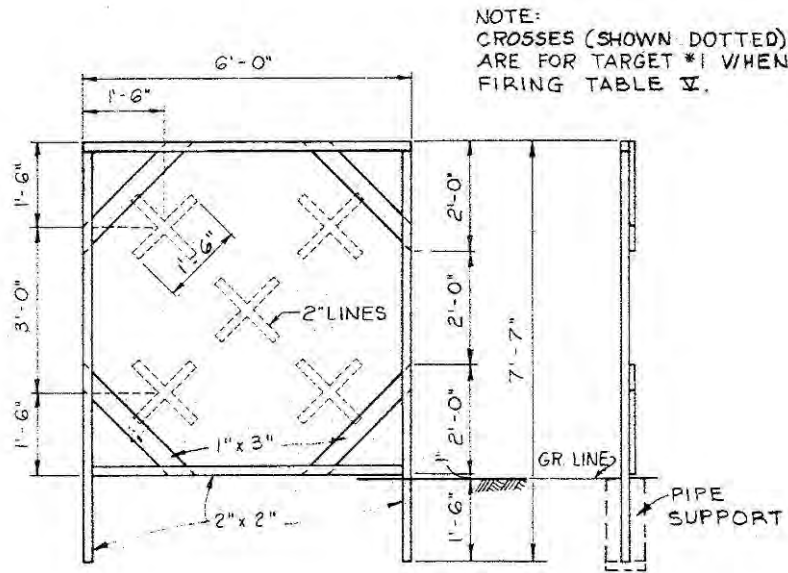 NOTE:
CROSSES (SHOWN DOTTED)
ARE FOR TARGET #1 WHEN
FIRING TABLE V.
6'-0"
1'-6"
1'-6"
3'-0"
1'-6"
1'-6"
2" LINES
1" x 3"
2" x 2"
2'-0"
2'-0"
2'-0"
1"
1'-6"
7'-7"
GR. LINE
PIPE
SUPPORT